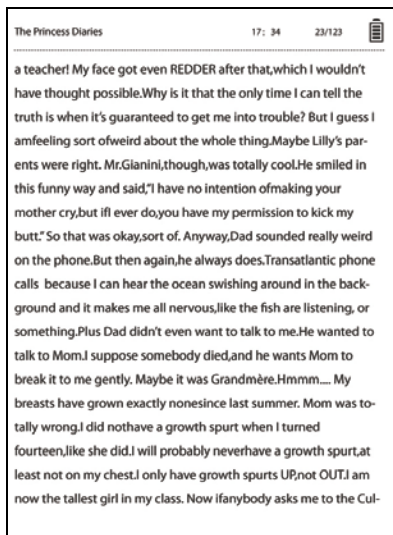 The Princess Diaries 17: 34 23/123
a teacher! My face got even REDDER after that,which I wouldn't
have thought possible.Why is it that the only time I can tell the
truth is when it's guaranteed to get me into trouble? But I guess I
amfeeling sort ofweird about the whole thing.Maybe Lilly's par-
ents were right. Mr.Gianini,though,was totally cool.He smiled in
this funny way and said,"I have no intention ofmaking your
mother cry,but ifI ever do,you have my permission to kick my
butt." So that was okay,sort of. Anyway,Dad sounded really weird
on the phone.But then again,he always does.Transatlantic phone
calls because I can hear the ocean swishing around in the back-
ground and it makes me all nervous,like the fish are listening, or
something.Plus Dad didn't even want to talk to me.He wanted to
talk to Mom.I suppose somebody died,and he wants Mom to
break it to me gently. Maybe it was Grandmère.Hmmm.... My
breasts have grown exactly nonesince last summer. Mom was to-
tally wrong.I did nothave a growth spurt when I turned
fourteen,like she did.I will probably neverhave a growth spurt,at
least not on my chest.I only have growth spurts UP,not OUT.I am
now the tallest girl in my class. Now ifanybody asks me to the Cul-